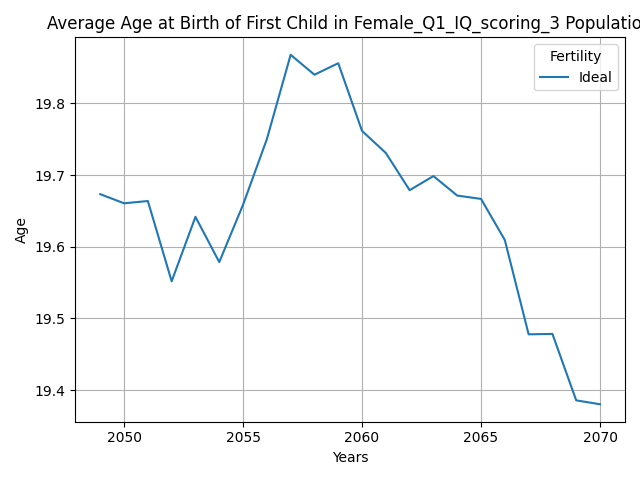 Average Age at Birth of First Child in Female_Q1_IQ_scoring_3 Populatio
Fertility
Ideal
19.8
19.7
19.6
19.5
19.4
Age
2050 2055 2060 2065 2070
Years